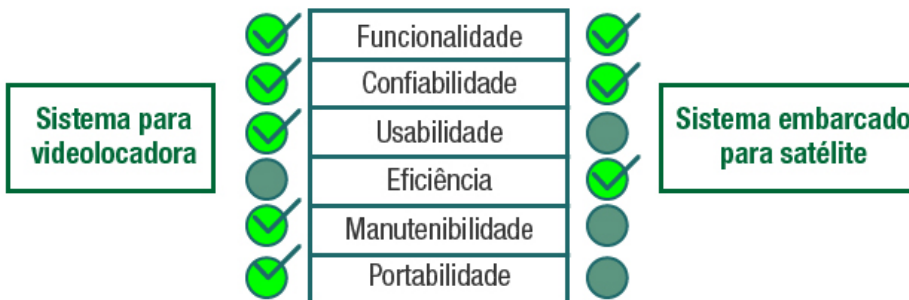 Sistema para
videolocadora
Funcionalidade
Confiabilidade
Usabilidade
Eficiência
Manutenibilidade
Portabilidade
Sistema embarcado
para satélite